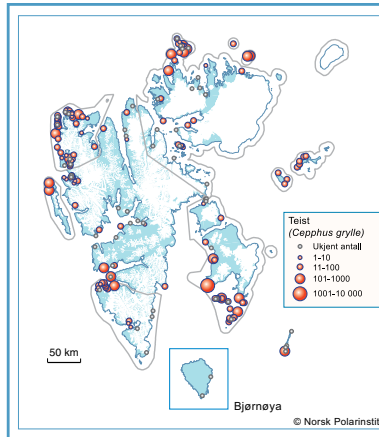 Teist
(Cepphus grylle)
Ukjent antall
1-10
11-100
101-1000
1001-10 000
50 km
Bjørnøya
© Norsk Polarinstit